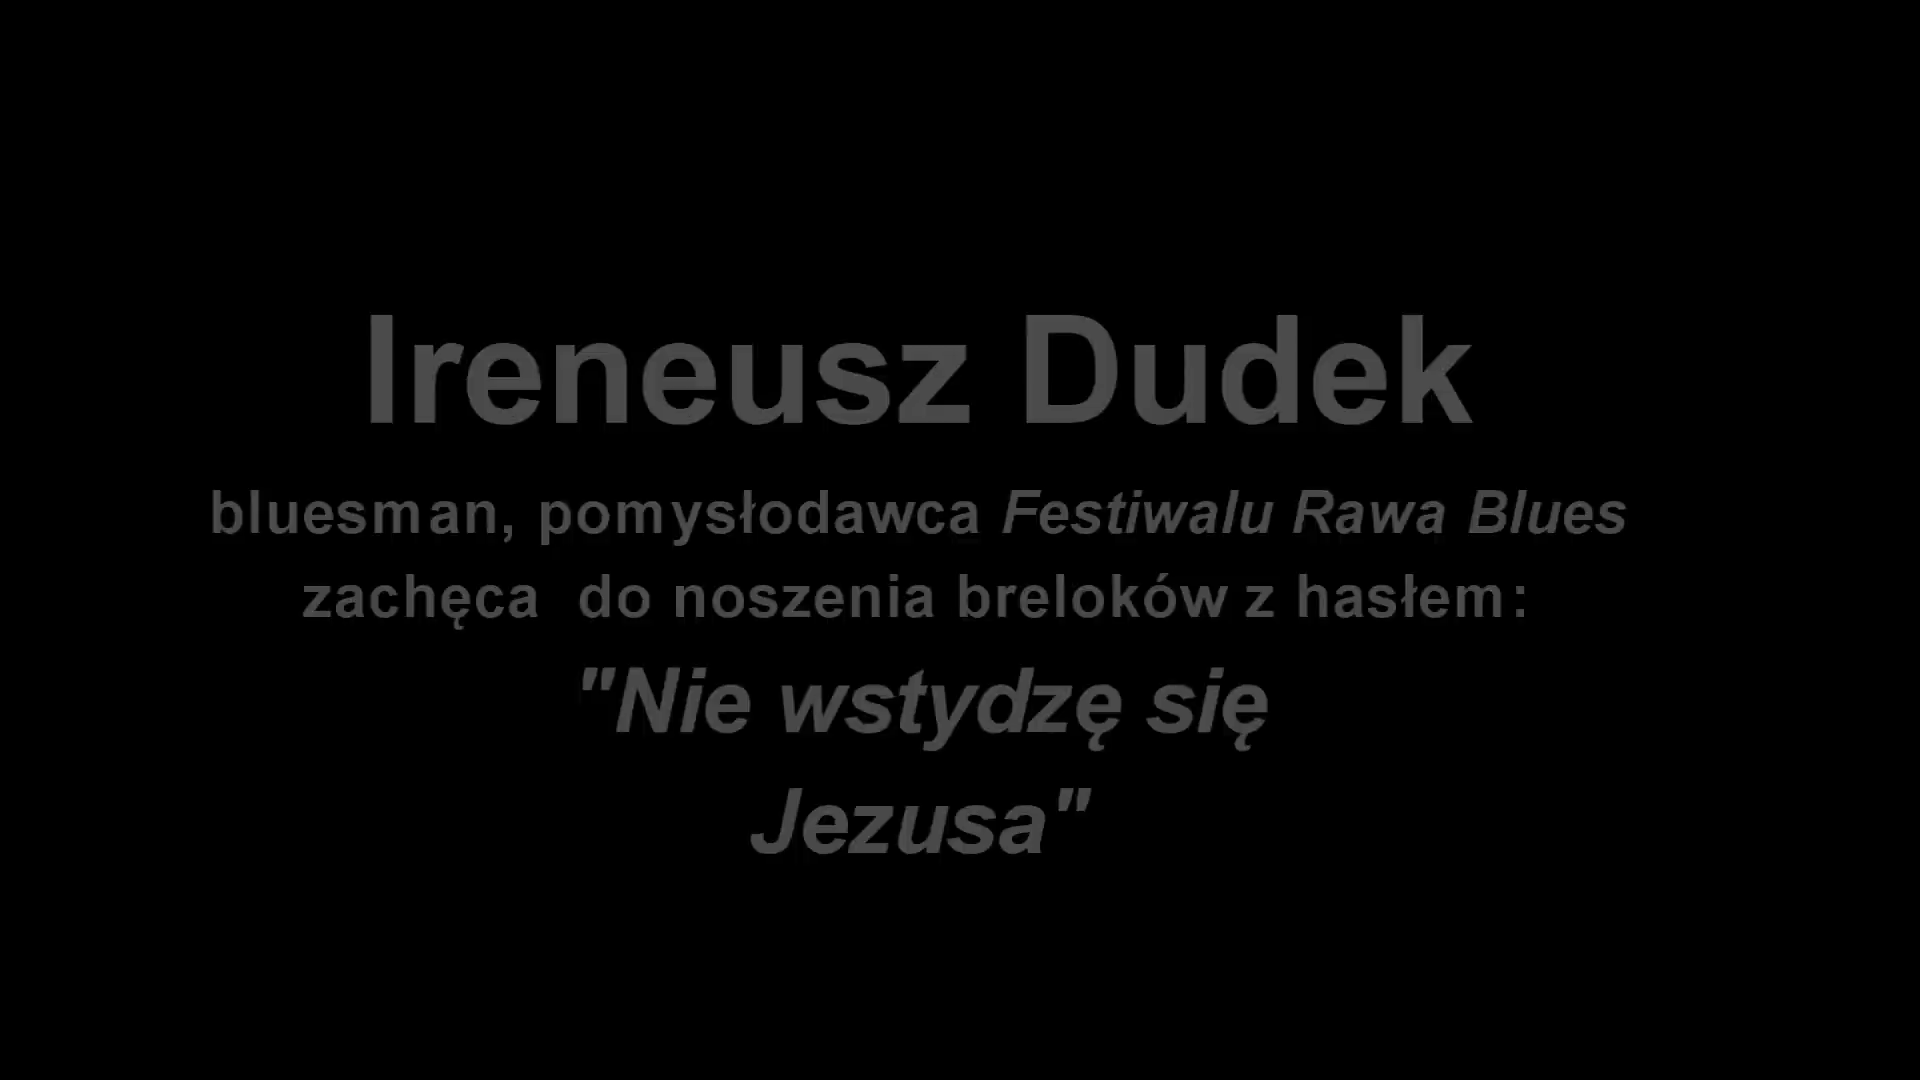 Ireneusz Dudek
bluesman, pomysłodawca Festiwalu Rawa Blues
zachęca do noszenia breloków z hasłem:
"Nie wstydzę się
Jezusa"